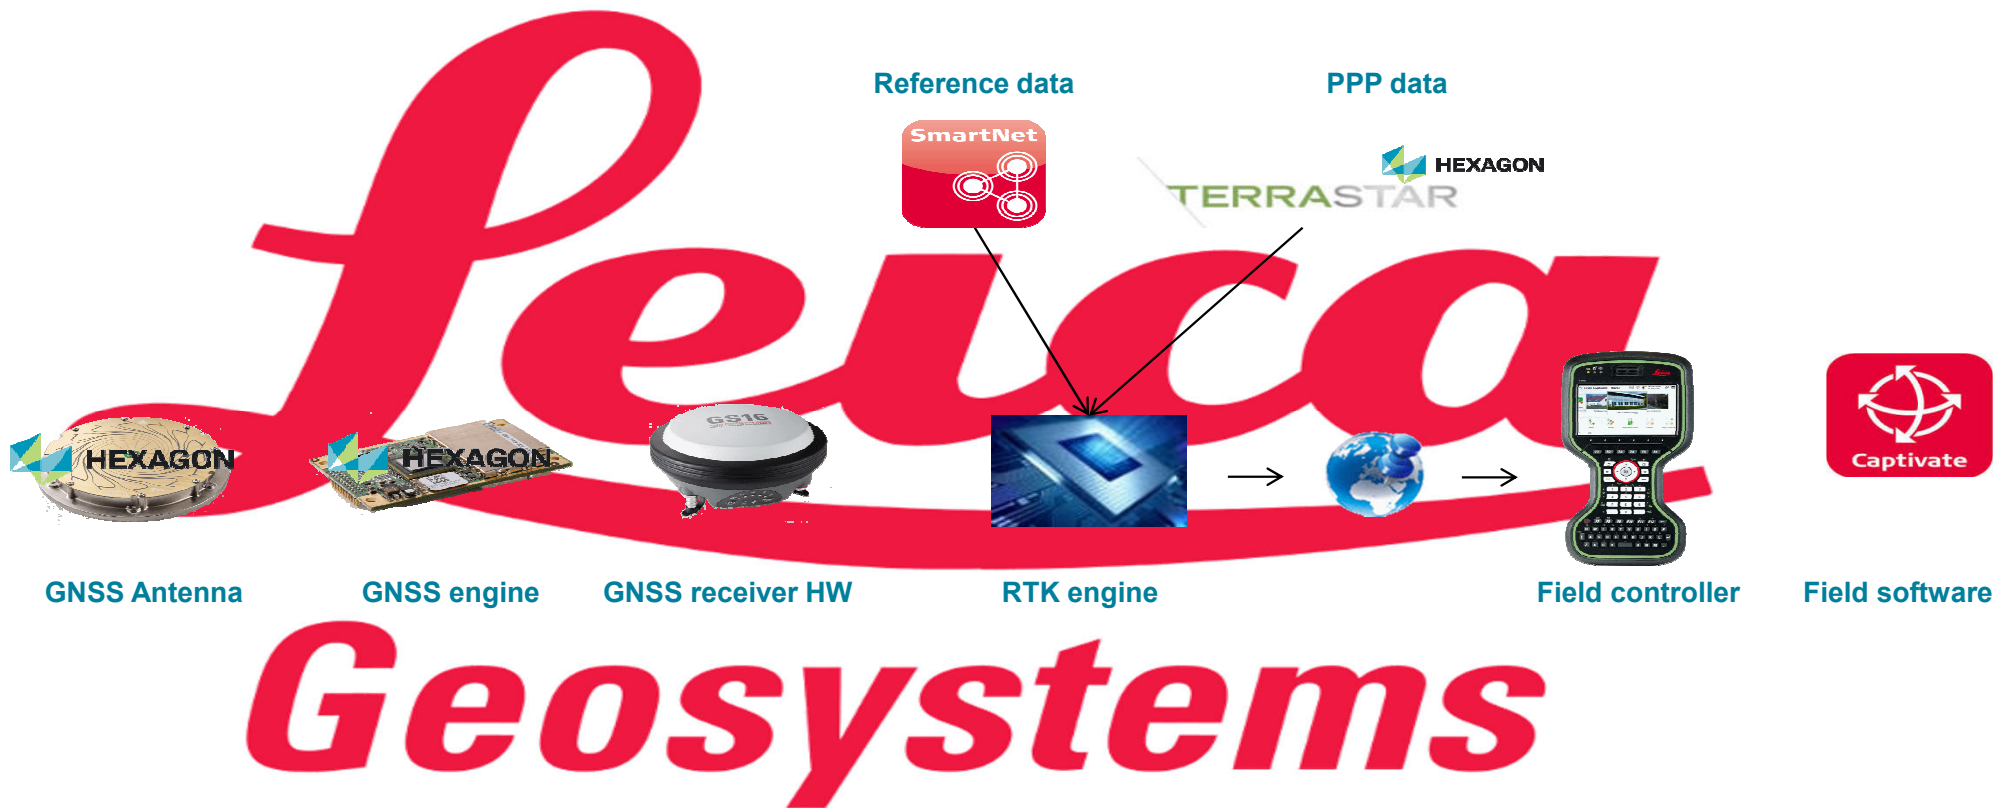 Leica
Reference data
PPP data
SmartNet
HEXAGON
TERRASTAR
GS16
HEXAGON
HEXAGON
Captivate
GNSS Antenna
GNSS engine
GNSS receiver HW
RTK engine
Field controller
Field software
Geosystems